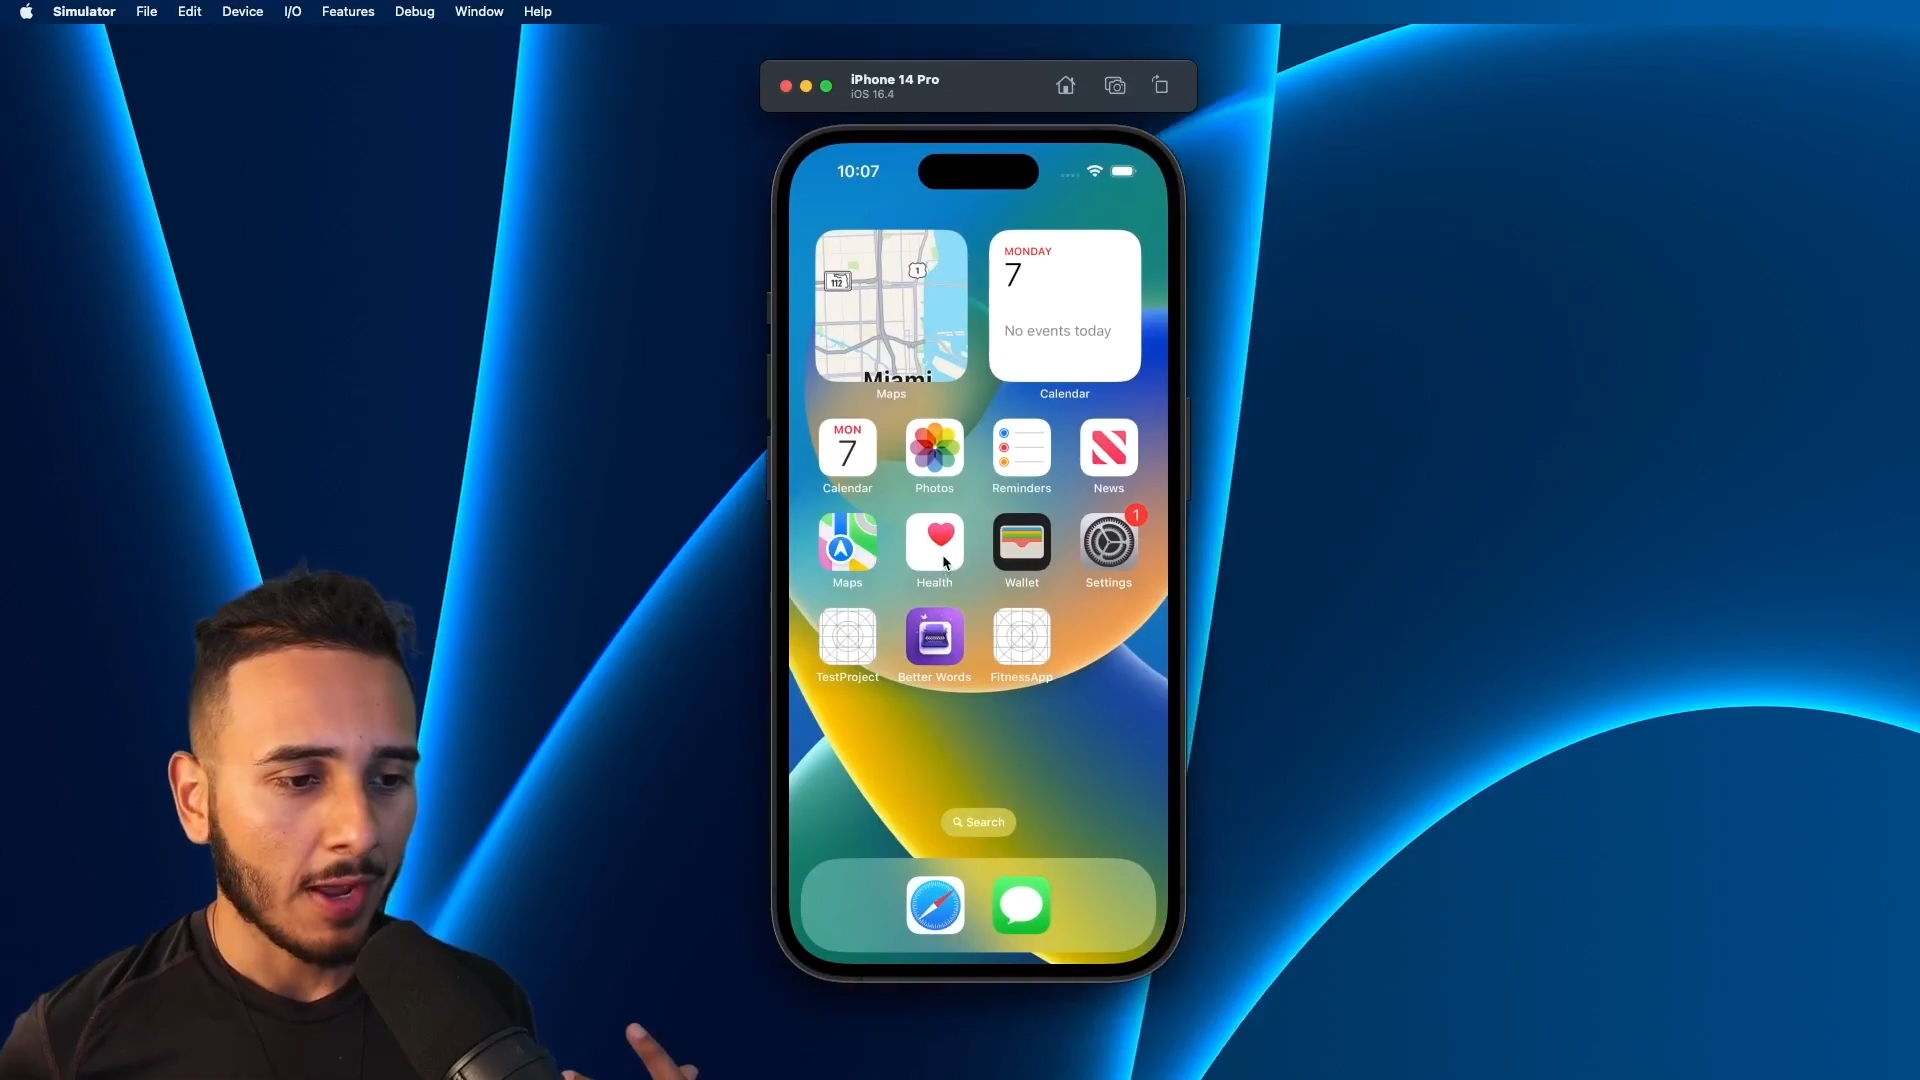 Simulator File Edit Device I/O Features Debug Window Help
iPhone 14 Pro
iOS 16.4
10:07
112
1
Miami
Maps
MONDAY
7
No events today
Calendar
MON
7
Calendar Photos Reminders News
1
Maps Health Wallet Settings
TestProject Better Words FitnessApp
Search